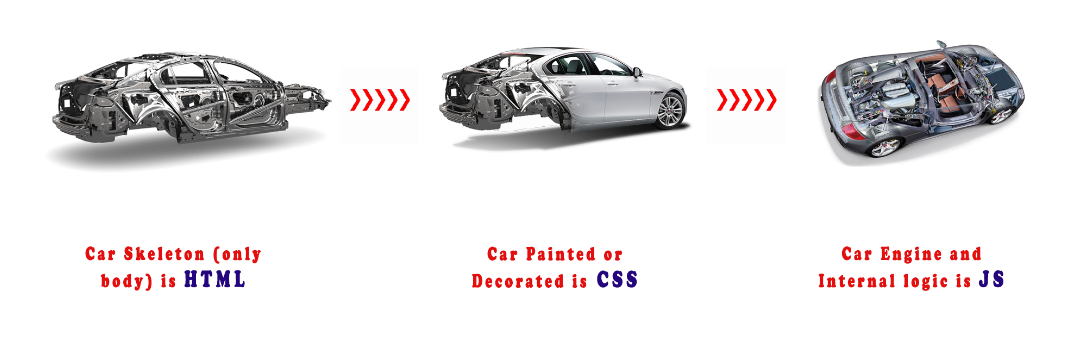 Car Skeleton (only
body) is HTML
Car Painted or
Decorated is CSS
Car Engine and
Internal logic is JS